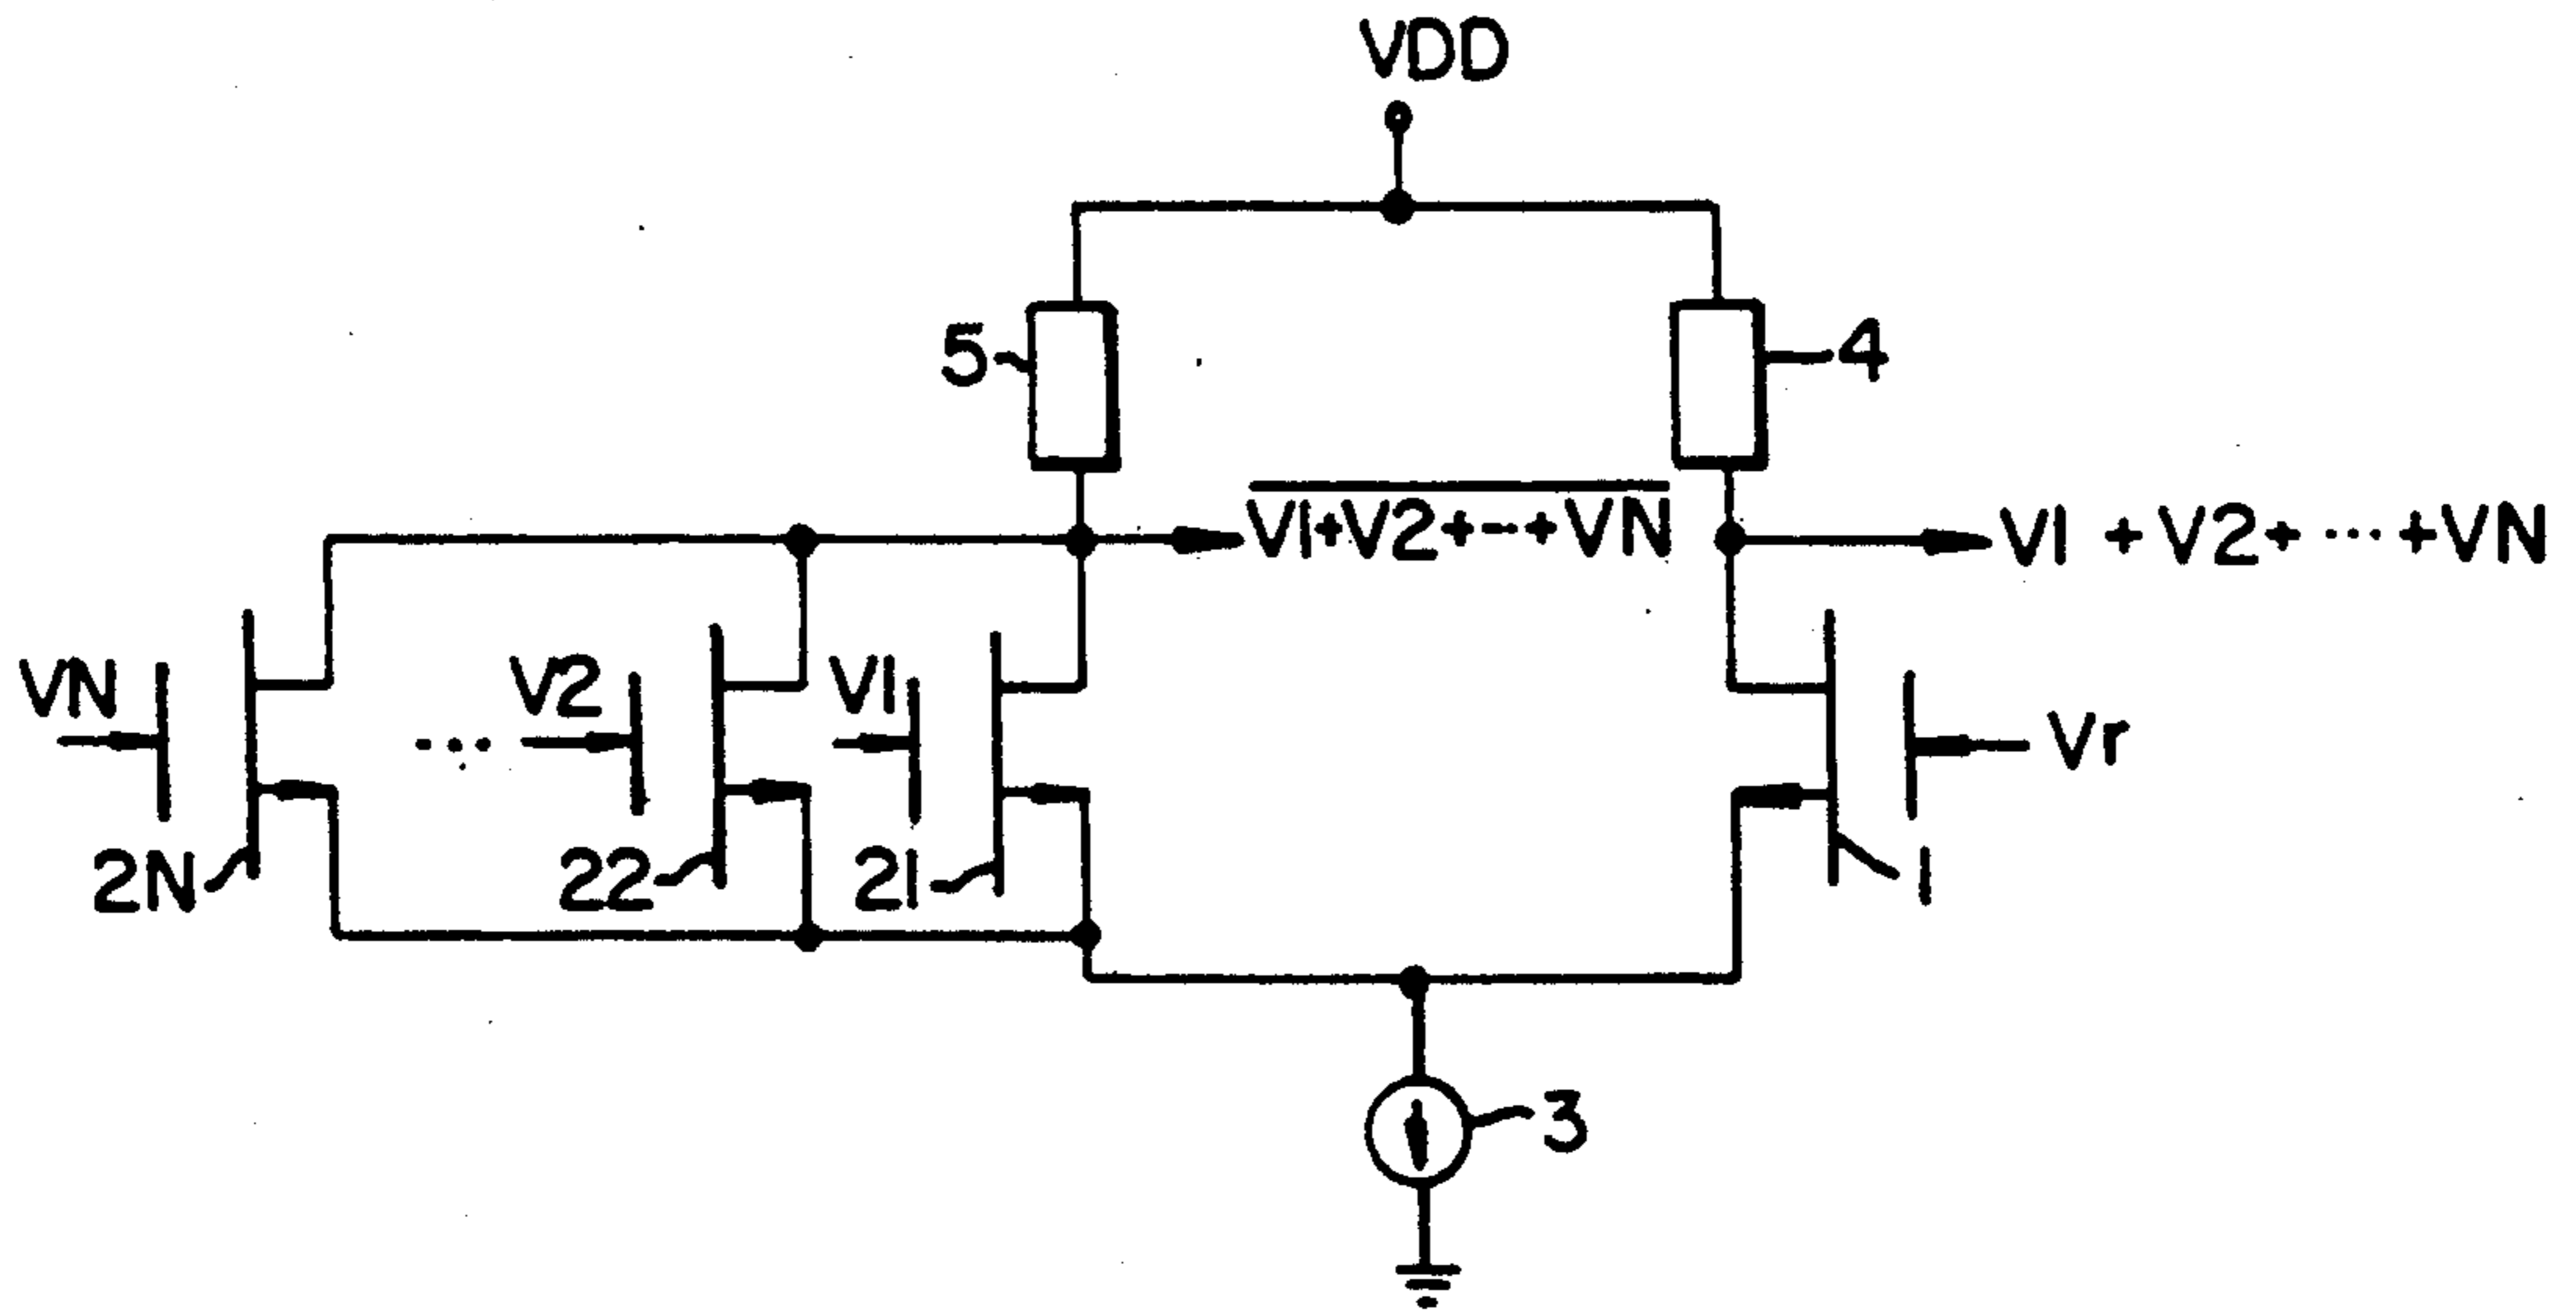 VDD
5
4
V1+V2+--+VN
V1 + V2+ ... +VN
VN
... V2
V1
Vr
2N
22
21
1
3